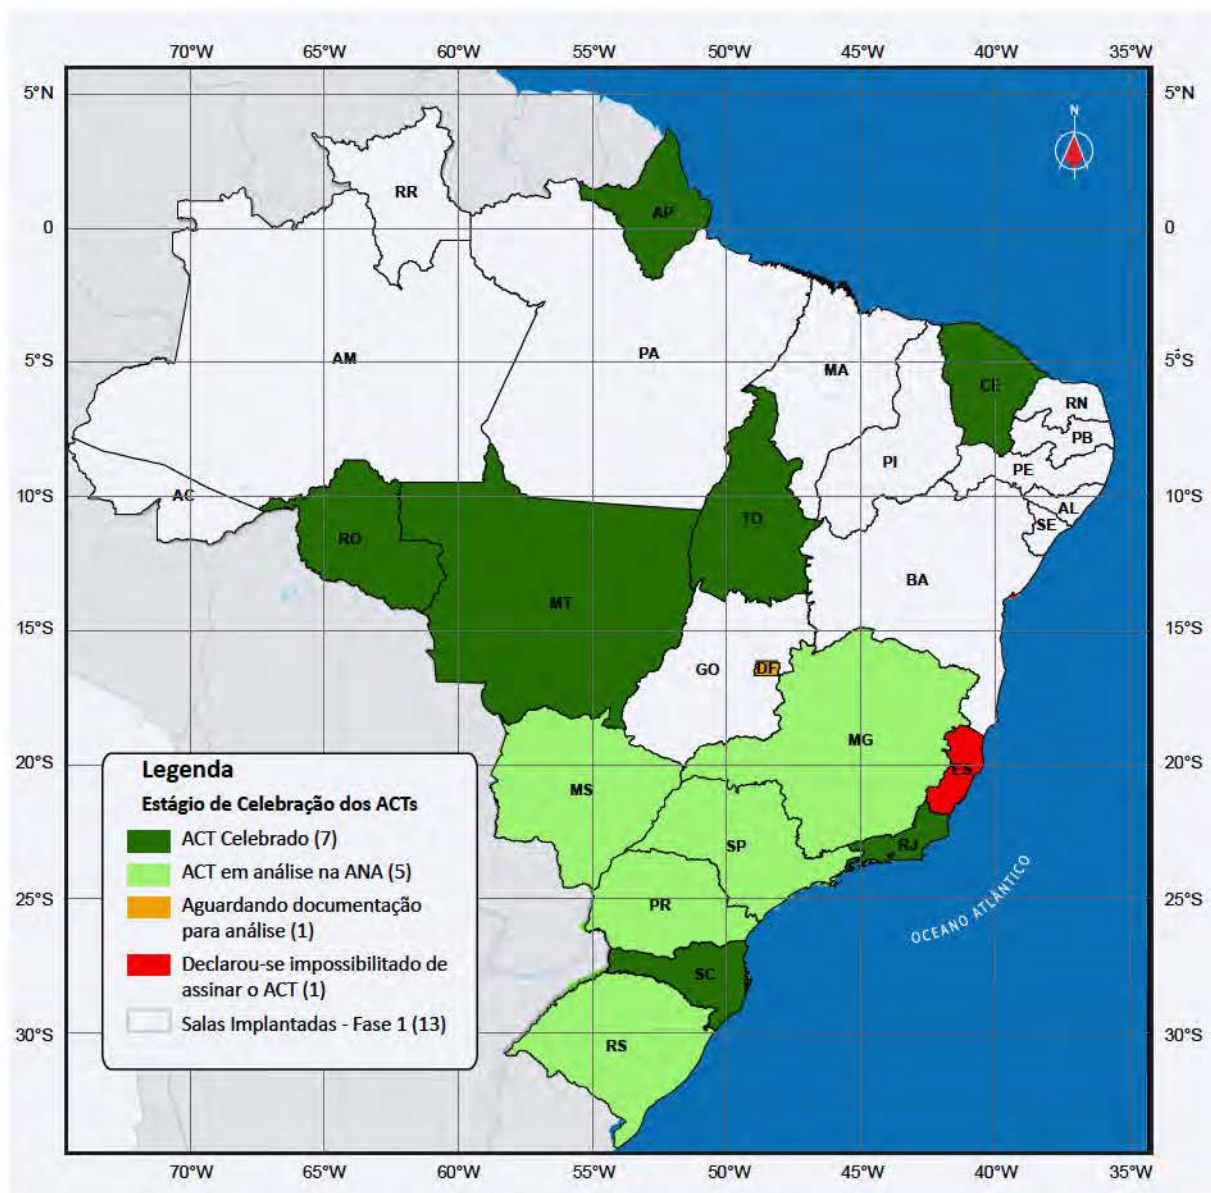 70°W 65°W 60°W 55°W 50°W 45°W 40°W 35°W
5°N 5°N
N
RR
AP
0 0
AM PA
5°S 5°S
MA
CE
RN
PB
PI
PE
AC
10°S 10°S
AL
TO
SE
RO
BA
MT
15°S 15°S
GO DF
MG
ES
20°S 20°S
Legenda
MS
Estágio de Celebração dos ACTs
ACT Celebrado (7)
SP RJ
ACT em análise na ANA (5)
25°S 25°S
Aguardando documentação
para análise (1)
PR
OCEANO ATLÂNTICO
Declarou-se impossibilitado de
assinar o ACT (1)
SC
Salas Implantadas - Fase 1 (13)
30°S 30°S
RS
70°W 65°W 60°W 55°W 50°W 45°W 40°W 35°W